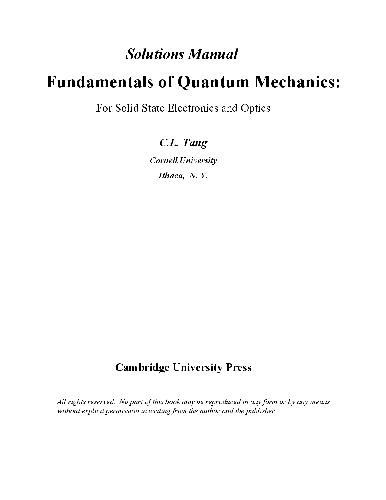 Solutions Manual
Fundamentals of Quantum Mechanics:
For Solid State Electronics and Optics
C.L. Tang
Cornell University
Ithaca, N. Y.
Cambridge University Press
All rights reserved. No part of this book may be reproduced in any form or by any means
without explicit permission in writing from the author and the publisher.